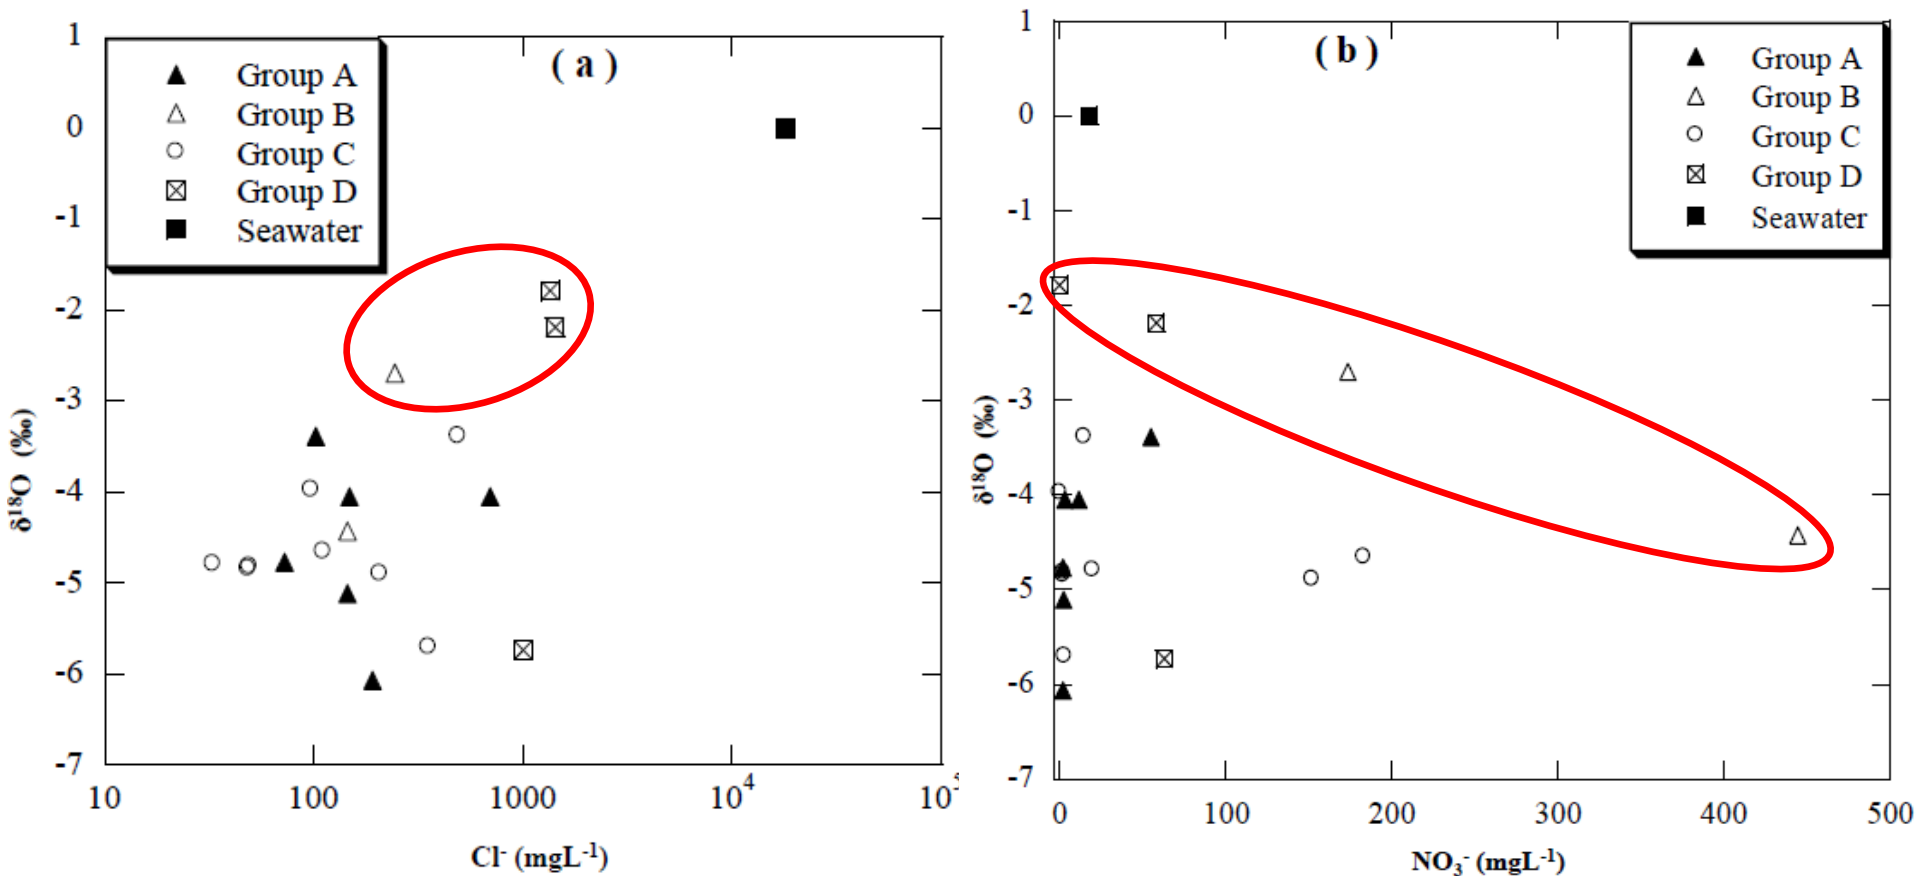 ( a )
Group A
Group B
Group C
Group D
Seawater
1
0
-1
-2
-3
-4
-5
-6
-7
δ¹⁸O (‰)
10
100
1000
10⁴
10⁵
Cl⁻ (mgL⁻¹)
( b )
Group A
Group B
Group C
Group D
Seawater
1
0
-1
-2
-3
-4
-5
-6
-7
δ¹⁸O (‰)
0
100
200
300
400
500
NO₃⁻ (mgL⁻¹)